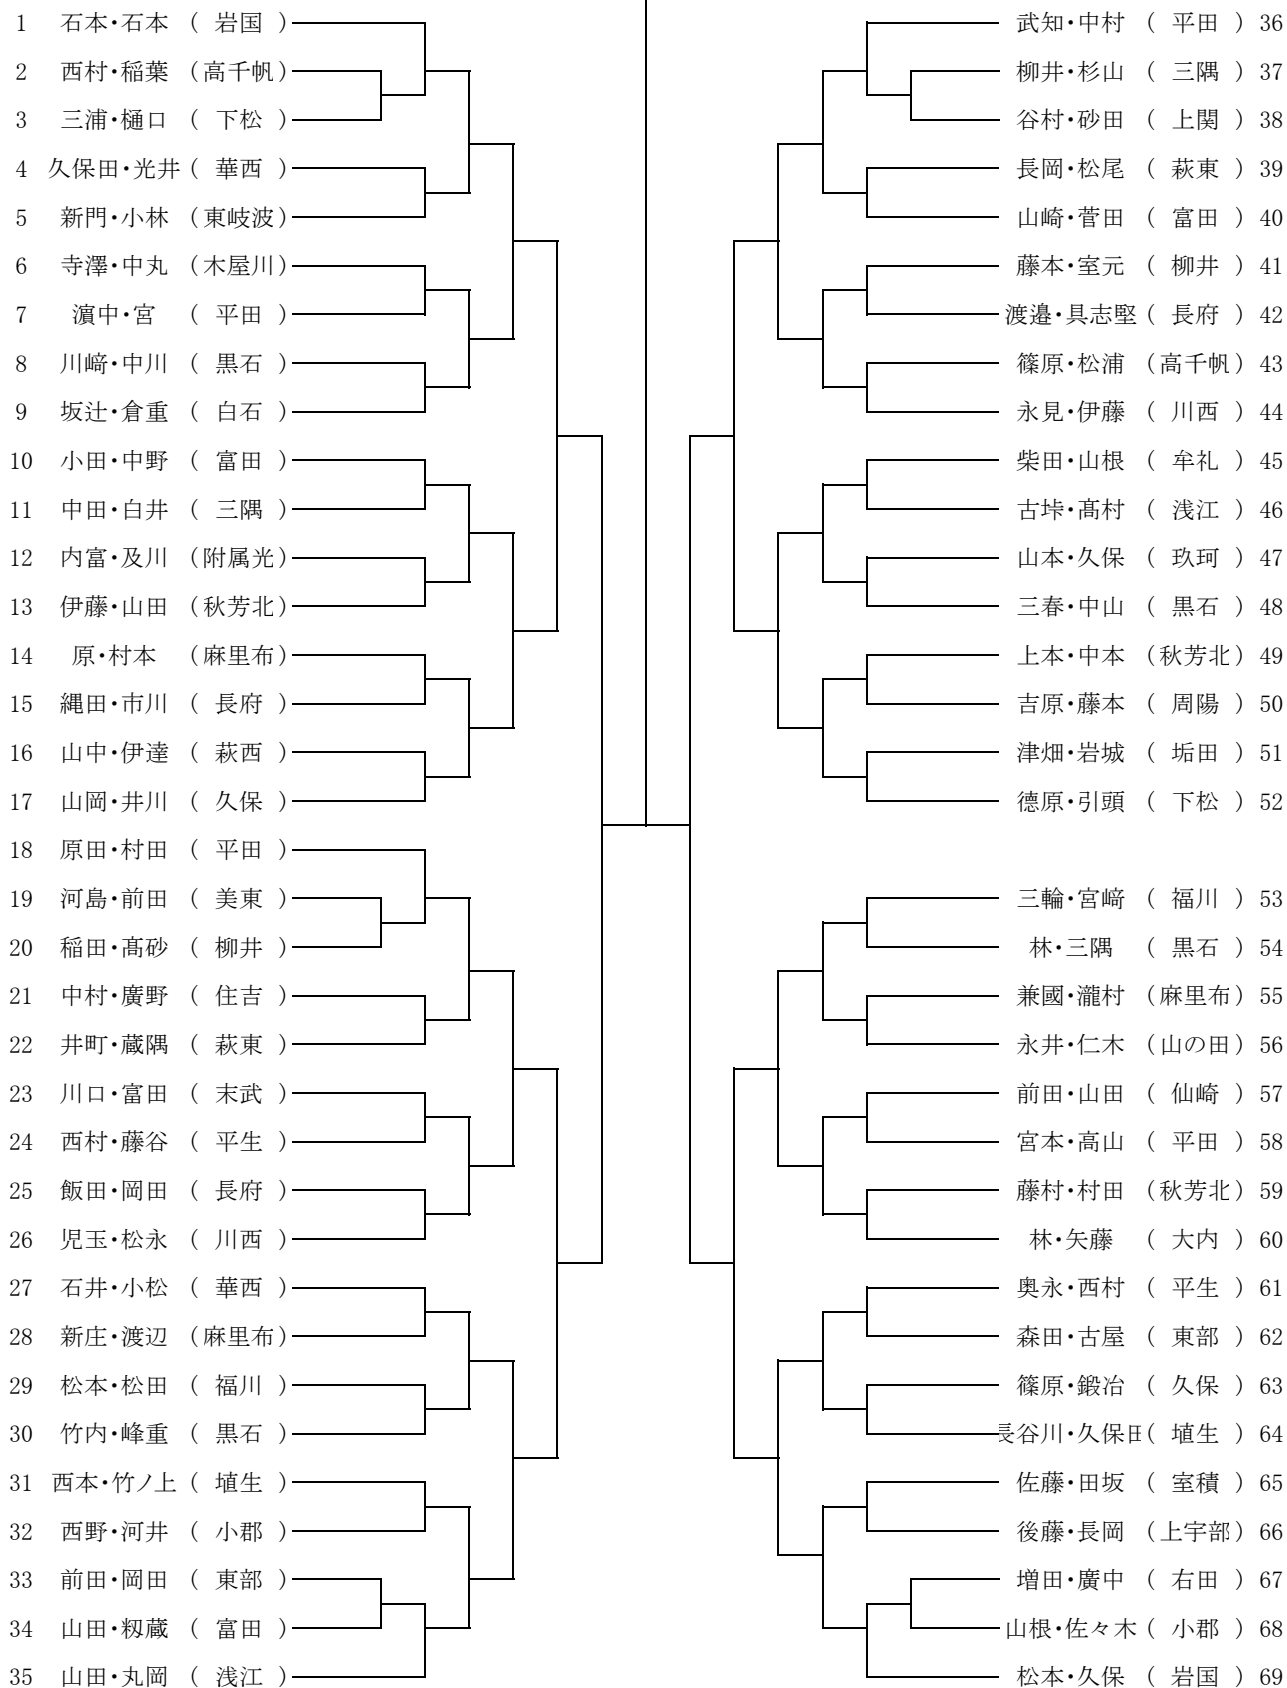 1 石本・石本 ( 岩国 )
2 西村・稲葉 (高千帆)
3 三浦・樋口 ( 下松 )
4 久保田・光井 ( 華西 )
5 新門・小林 (東岐波)
6 寺澤・中丸 (木屋川)
7 濵中・宮 ( 平田 )
8 川﨑・中川 ( 黒石 )
9 坂辻・倉重 ( 白石 )
10 小田・中野 ( 富田 )
11 中田・白井 ( 三隅 )
12 内富・及川 (附属光)
13 伊藤・山田 (秋芳北)
14 原・村本 (麻里布)
15 縄田・市川 ( 長府 )
16 山中・伊達 ( 萩西 )
17 山岡・井川 ( 久保 )
18 原田・村田 ( 平田 )
19 河島・前田 ( 美東 )
20 稲田・髙砂 ( 柳井 )
21 中村・廣野 ( 住吉 )
22 井町・蔵隅 ( 萩東 )
23 川口・富田 ( 末武 )
24 西村・藤谷 ( 平生 )
25 飯田・岡田 ( 長府 )
26 児玉・松永 ( 川西 )
27 石井・小松 ( 華西 )
28 新庄・渡辺 (麻里布)
29 松本・松田 ( 福川 )
30 竹内・峰重 ( 黒石 )
31 西本・竹ノ上 ( 埴生 )
32 西野・河井 ( 小郡 )
33 前田・岡田 ( 東部 )
34 山田・籾蔵 ( 富田 )
35 山田・丸岡 ( 浅江 )
武知・中村 ( 平田 ) 36
柳井・杉山 ( 三隅 ) 37
谷村・砂田 ( 上関 ) 38
長岡・松尾 ( 萩東 ) 39
山崎・菅田 ( 富田 ) 40
藤本・室元 ( 柳井 ) 41
渡邉・具志堅 ( 長府 ) 42
篠原・松浦 (高千帆) 43
永見・伊藤 ( 川西 ) 44
柴田・山根 ( 牟礼 ) 45
古垰・髙村 ( 浅江 ) 46
山本・久保 ( 玖珂 ) 47
三春・中山 ( 黒石 ) 48
上本・中本 (秋芳北) 49
吉原・藤本 ( 周陽 ) 50
津畑・岩城 ( 垢田 ) 51
德原・引頭 ( 下松 ) 52
三輪・宮﨑 ( 福川 ) 53
林・三隅 ( 黒石 ) 54
兼國・瀧村 (麻里布) 55
永井・仁木 (山の田) 56
前田・山田 ( 仙崎 ) 57
宮本・高山 ( 平田 ) 58
藤村・村田 (秋芳北) 59
林・矢藤 ( 大内 ) 60
奥永・西村 ( 平生 ) 61
森田・古屋 ( 東部 ) 62
篠原・鍛冶 ( 久保 ) 63
長谷川・久保田 ( 埴生 ) 64
佐藤・田坂 ( 室積 ) 65
後藤・長岡 (上宇部) 66
増田・廣中 ( 右田 ) 67
山根・佐々木 ( 小郡 ) 68
松本・久保 ( 岩国 ) 69